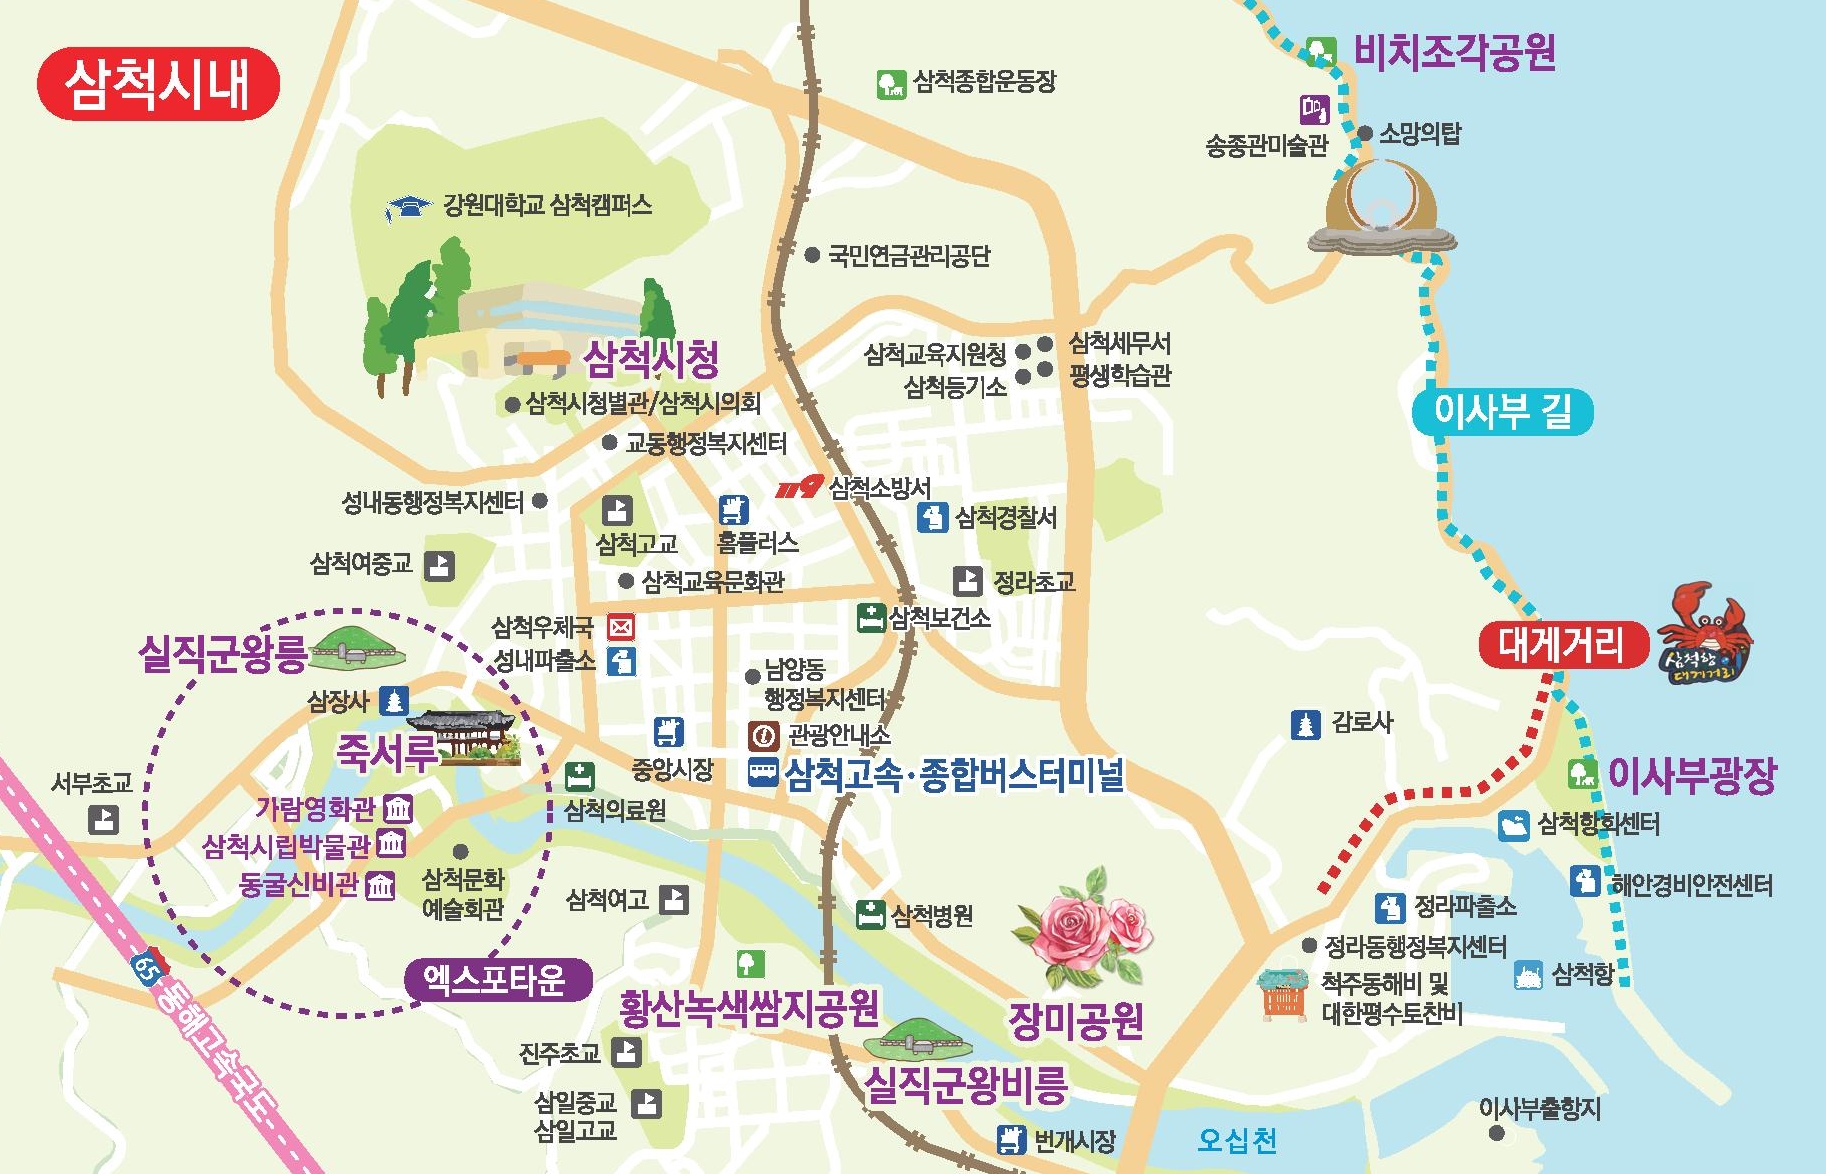 삼척시내
비치조각공원
삼척종합운동장
송종관미술관
소망의탑
강원대학교 삼척캠퍼스
국민연금관리공단
삼척시청
삼척교육지원청
삼척세무서
삼척등기소
평생학습관
삼척시청별관/삼척시의회
이사부 길
교동행정복지센터
119 삼척소방서
성내동행정복지센터
삼척경찰서
삼척고교
홈플러스
삼척여중교
삼척교육문화관
정라초교
삼척보건소
삼척우체국
실직군왕릉
성내파출소
대게거리
삼척항
대게거리
남양동
행정복지센터
삼장사
감로사
관광안내소
죽서루
중앙시장
삼척고속·종합버스터미널
이사부광장
서부초교
가람영화관
삼척의료원
삼척항회센터
삼척시립박물관
동굴신비관
삼척문화
예술회관
삼척여고
해안경비안전센터
정라파출소
삼척병원
정라동행정복지센터
65
동해고속국도
엑스포타운
삼척항
척주동해비 및
대한평수토찬비
황산녹색쌈지공원
장미공원
진주초교
실직군왕비릉
삼일중교
삼일고교
이사부출항지
번개시장
오십천